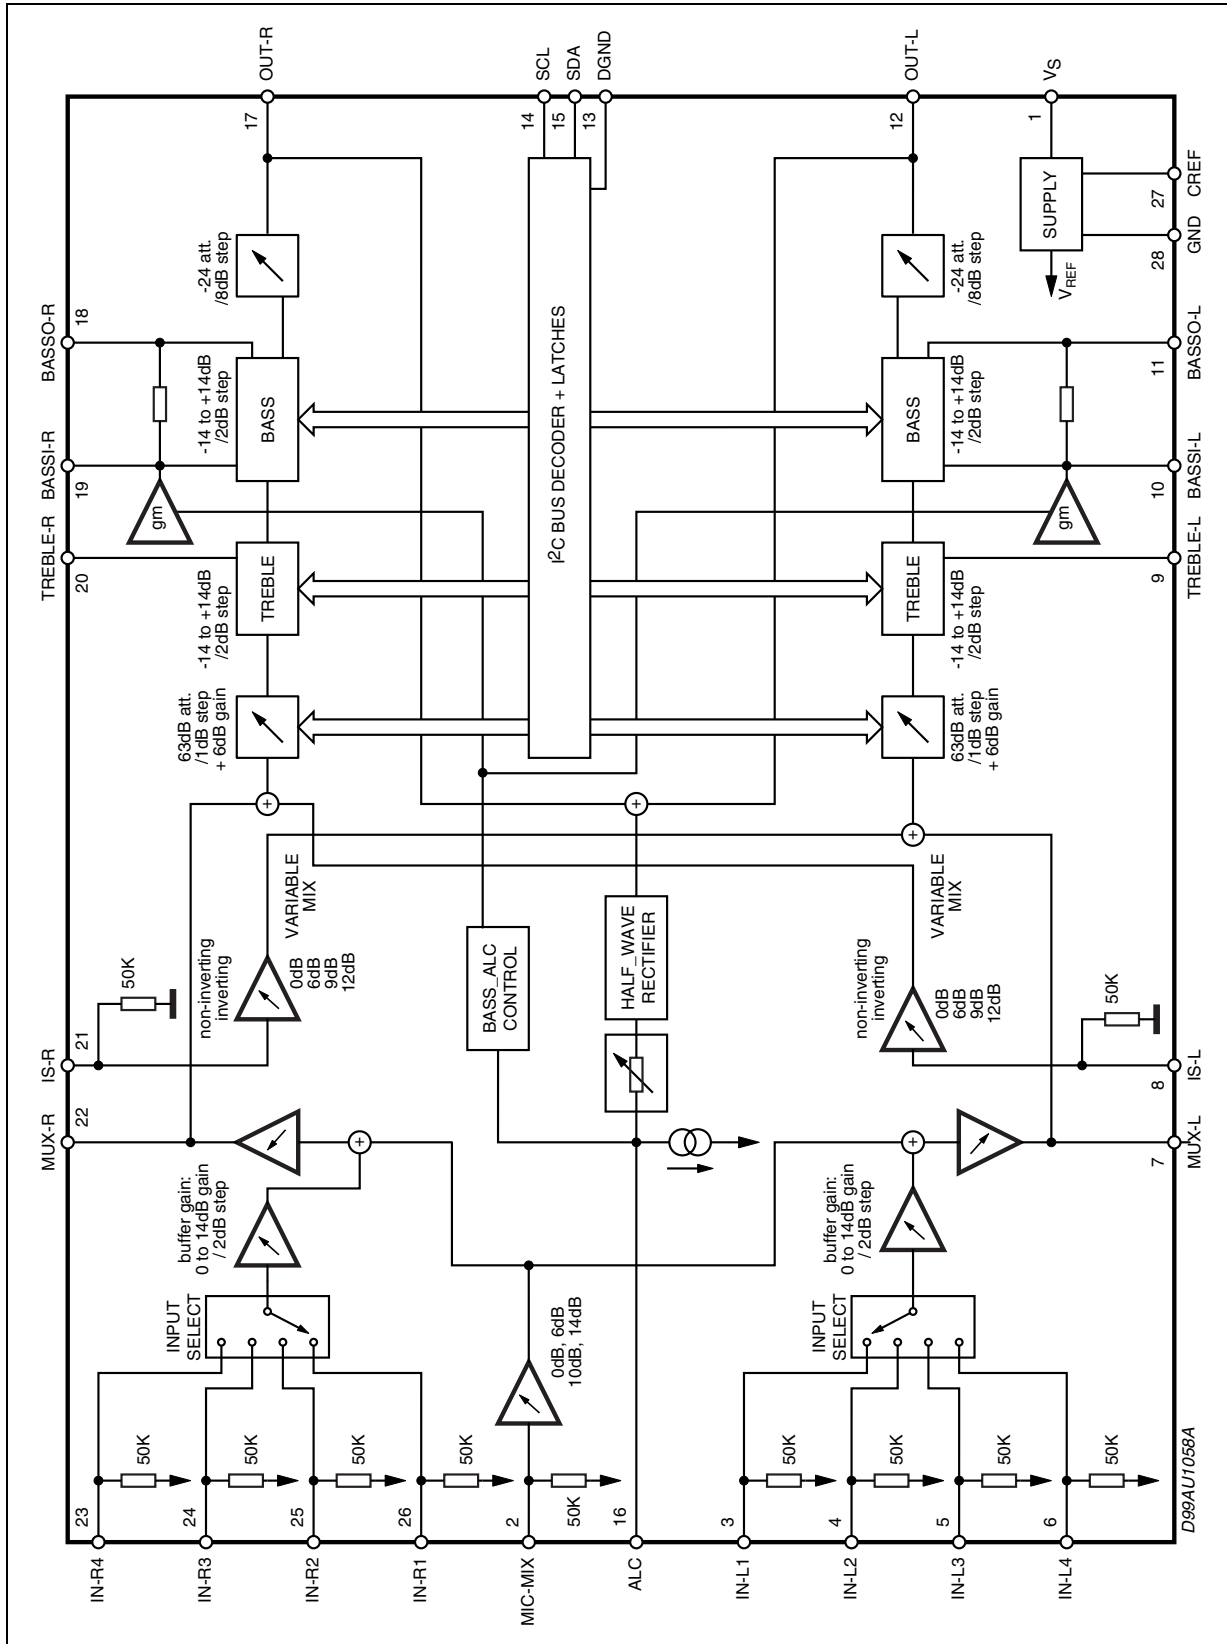 OUT-R
SCL
SDA
DGND
OUT-L
VS
17
14
15
13
12
1
SUPPLY
CREF
27
GND
28
VREF
-24 att.
/8dB step
-24 att.
/8dB step
BASSO-R
18
-14 to +14dB
/2dB step
BASS
I2C BUS DECODER + LATCHES
BASS
-14 to +14dB
/2dB step
11
BASSO-L
BASSI-R
19
gm
gm
10
BASSI-L
TREBLE-R
20
-14 to +14dB
/2dB step
TREBLE
TREBLE
-14 to +14dB
/2dB step
9
TREBLE-L
63dB att.
/1dB step
+ 6dB gain
63dB att.
/1dB step
+ 6dB gain
+
+
+
VARIABLE
MIX
VARIABLE
MIX
50K
non-inverting
inverting
0dB
6dB
9dB
12dB
BASS_ALC
CONTROL
HALF_WAVE
RECTIFIER
non-inverting
inverting
0dB
6dB
9dB
12dB
50K
IS-R
21
8
IS-L
MUX-R
22
+
+
7
MUX-L
buffer gain:
0 to 14dB gain
/ 2dB step
buffer gain:
0 to 14dB gain
/ 2dB step
INPUT
SELECT
0dB, 6dB
10dB, 14dB
INPUT
SELECT
50K
50K
50K
50K
50K
50K
50K
50K
50K
23
24
25
26
2
16
3
4
5
6
IN-R4
IN-R3
IN-R2
IN-R1
MIC-MIX
ALC
IN-L1
IN-L2
IN-L3
IN-L4
D99AU1058A